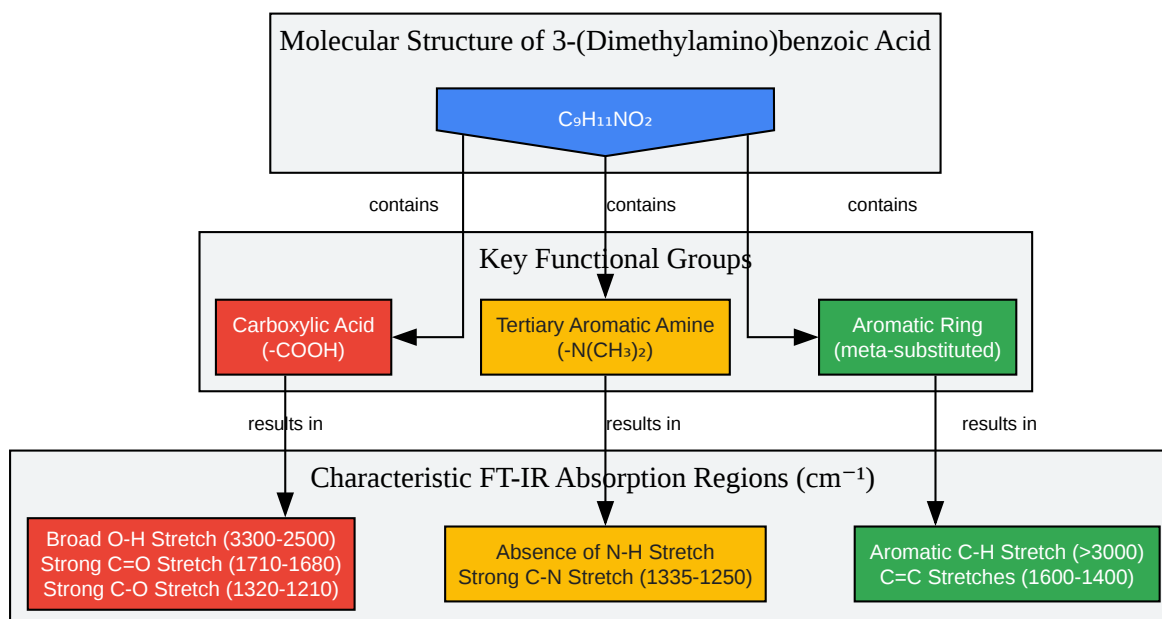 Molecular Structure of 3-(Dimethylamino)benzoic Acid
C₉H₁₁NO₂
contains
contains
contains
Key Functional Groups
Carboxylic Acid
(-COOH)
Tertiary Aromatic Amine
(-N(CH₃)₂)
Aromatic Ring
(meta-substituted)
results in
results in
results in
Characteristic FT-IR Absorption Regions (cm⁻¹)
Broad O-H Stretch (3300-2500)
Strong C=O Stretch (1710-1680)
Strong C-O Stretch (1320-1210)
Absence of N-H Stretch
Strong C-N Stretch (1335-1250)
Aromatic C-H Stretch (>3000)
C=C Stretches (1600-1400)